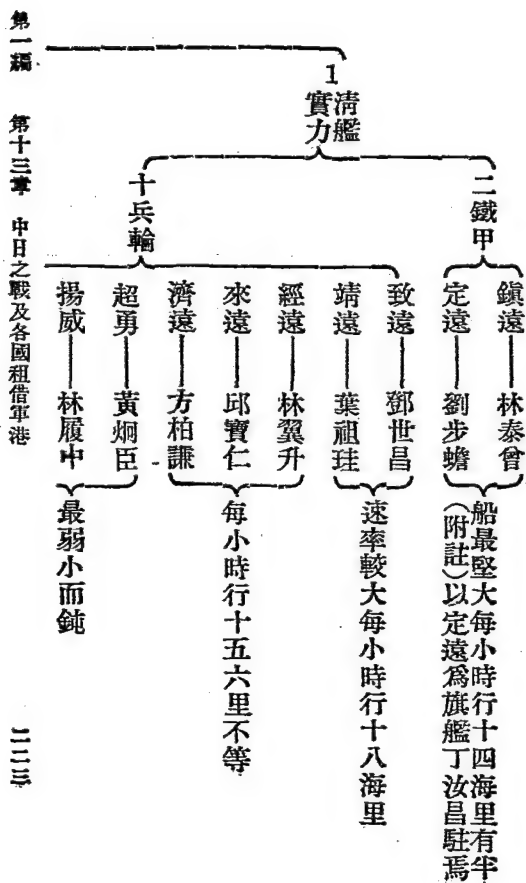 1
清艦
實力
二鐵甲
鎭遠 林泰曾
定遠 劉步蟾
船最堅大每小時行十四海里有半
(附註)以定遠爲旗艦丁汝昌駐焉
十兵輪
致遠 鄧世昌
靖遠 葉祖珪
速率較大每小時行十八海里
經遠 林翼升
來遠 邱寶仁
濟遠 方柏謙
每小時行十五六里不等
超勇 黃烱臣
揚威 林履中
最弱小而鈍
第一編 第十三章 中日之戰及各國租借軍港
二二三